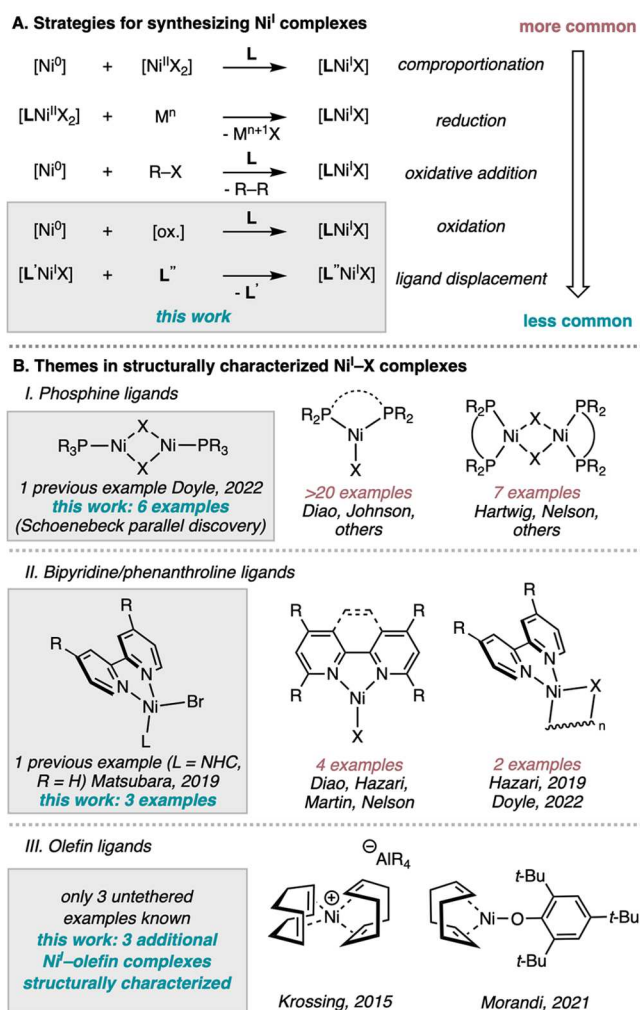 A. Strategies for synthesizing Niᴵ complexes
more common
[Ni⁰] + [NiᴵᴵX₂] L [LNiᴵX] comproportionation
[LNiᴵᴵX₂] + Mⁿ - Mⁿ⁺¹X [LNiᴵX] reduction
[Ni⁰] + R–X L - R–R [LNiᴵX] oxidative addition
[Ni⁰] + [ox.] L [LNiᴵX] oxidation
[L'NiᴵX] + L" - L' [L"NiᴵX] ligand displacement
this work
less common
B. Themes in structurally characterized Niᴵ–X complexes
I. Phosphine ligands
R₃P Ni X X Ni PR₃
1 previous example Doyle, 2022
this work: 6 examples
(Schoenebeck parallel discovery)
R₂P PR₂ Ni X
>20 examples
Diao, Johnson,
others
R₂P P R₂ Ni X X Ni PR₂ P R₂
7 examples
Hartwig, Nelson,
others
II. Bipyridine/phenanthroline ligands
R R N N Ni Br L
1 previous example (L = NHC,
R = H) Matsubara, 2019
this work: 3 examples
R R R R N N Ni X
4 examples
Diao, Hazari,
Martin, Nelson
R R N N Ni X n
2 examples
Hazari, 2019
Doyle, 2022
III. Olefin ligands
only 3 untethered
examples known
this work: 3 additional
Niᴵ–olefin complexes
structurally characterized
⊖ AlR₄
⊕ Ni
Krossing, 2015
t-Bu
Ni O t-Bu
t-Bu
Morandi, 2021